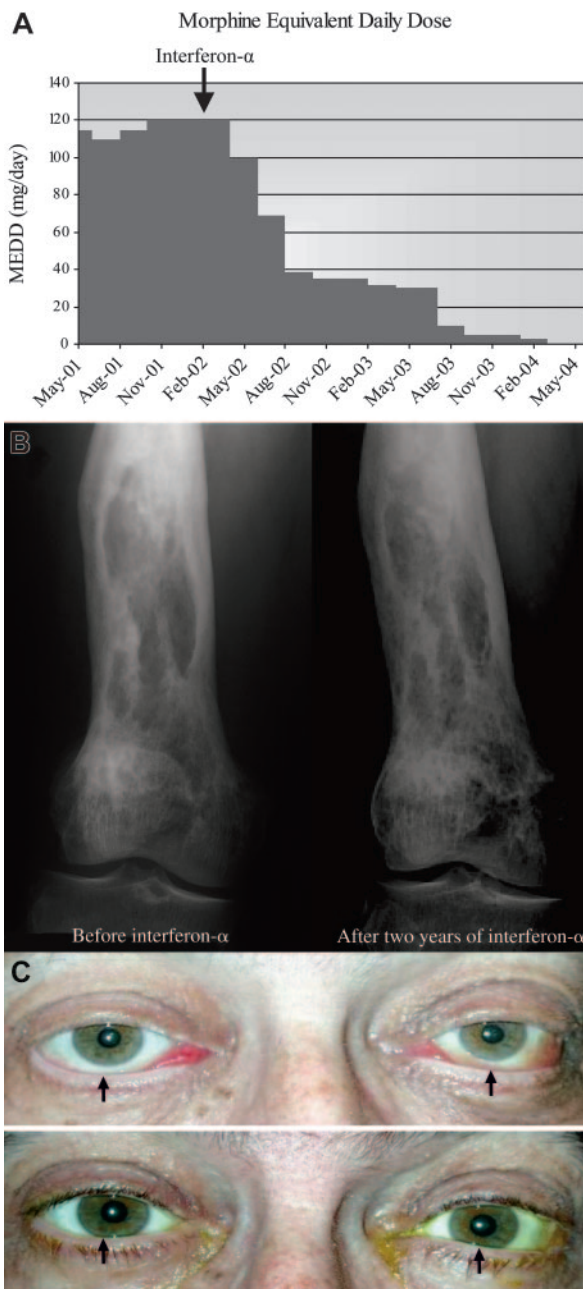 A
Morphine Equivalent Daily Dose
Interferon-α
MEDD (mg/day)
140
120
100
80
60
40
20
0
May-01
Aug-01
Nov-01
Feb-02
May-02
Aug-02
Nov-02
Feb-03
May-03
Aug-03
Nov-03
Feb-04
May-04
B
Before interferon-α
After two years of interferon-α
C